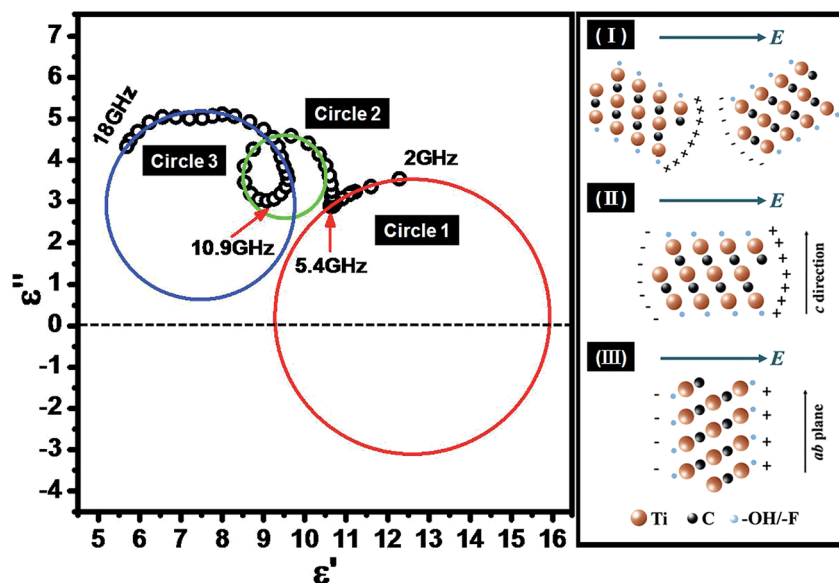 7
6
5
4
3
2
1
0
-1
-2
-3
-4
ε''
18GHz
Circle 2
Circle 3
2GHz
10.9GHz
Circle 1
5.4GHz
5 6 7 8 9 10 11 12 13 14 15 16
ε'
(I) E
(II) E
c direction
(III) E
ab plane
Ti C -OH/-F